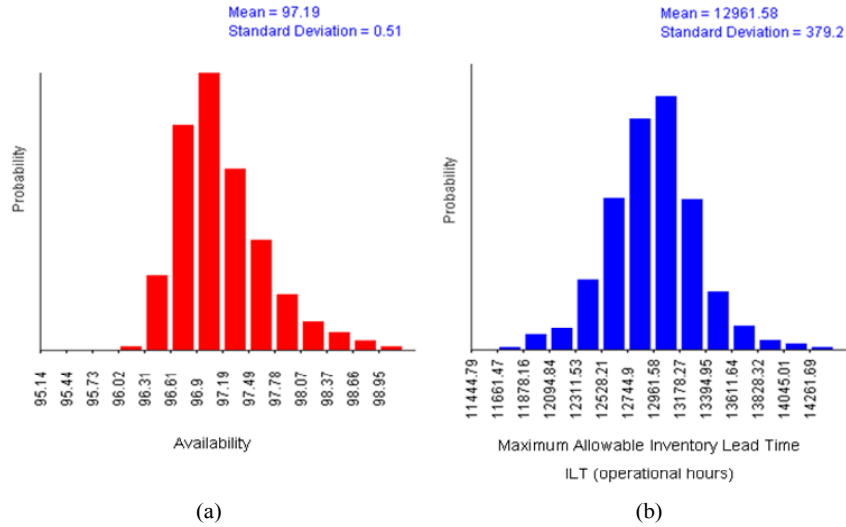 Mean = 97.19
Standard Deviation = 0.51
Probability
95.14
95.44
95.73
96.02
96.31
96.61
96.9
97.19
97.49
97.78
98.07
98.37
98.66
98.95
Availability
(a)
Mean = 12961.58
Standard Deviation = 379.2
Probability
11444.79
11661.47
11878.16
12094.84
12311.53
12528.21
12744.9
12961.58
13178.27
13394.95
13611.64
13828.32
14045.01
14261.69
Maximum Allowable Inventory Lead Time
ILT (operational hours)
(b)